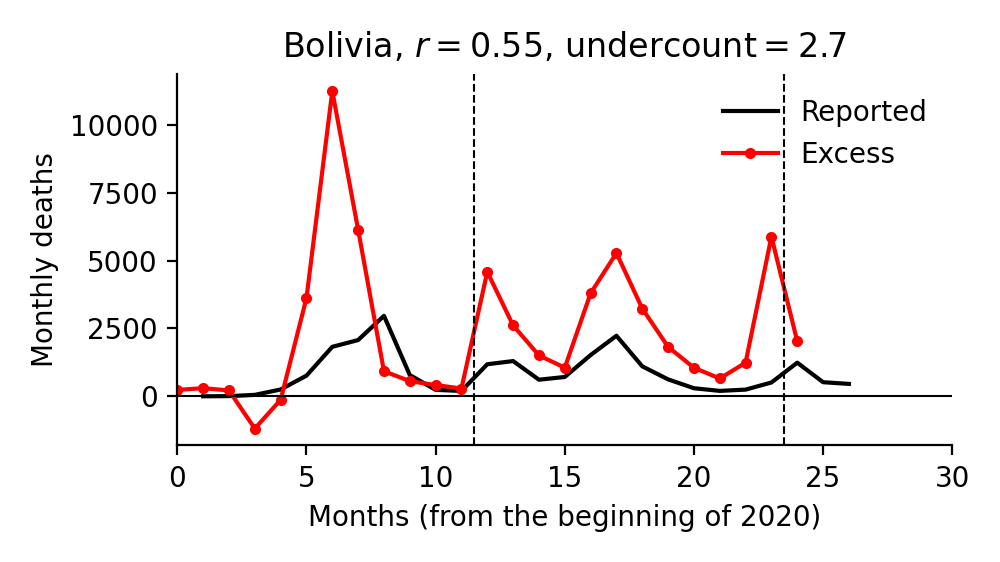 Bolivia, r = 0.55, undercount = 2.7
Reported
Excess
Monthly deaths
10000
7500
5000
2500
0
0 5 10 15 20 25 30
Months (from the beginning of 2020)